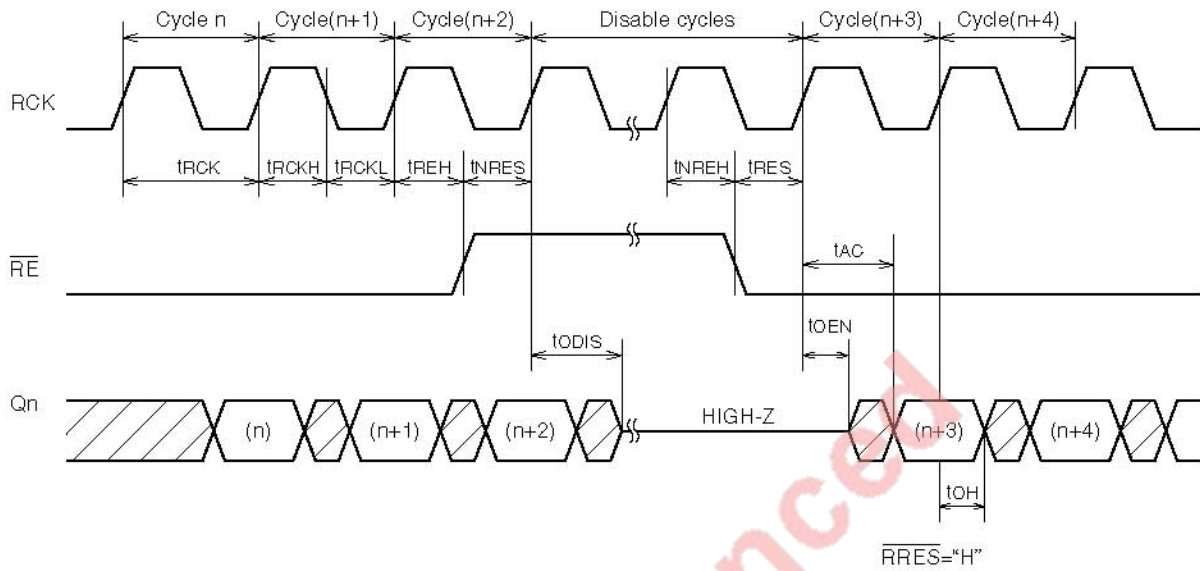 Cycle n Cycle(n+1) Cycle(n+2) Disable cycles Cycle(n+3) Cycle(n+4)
RCK
tRCK tRCKH tRCKL tREH tNRES tNREH tRES
RE
tAC
tODIS tOEN
Qn
(n) (n+1) (n+2) HIGH-Z (n+3) (n+4)
tOH
RRES="H"